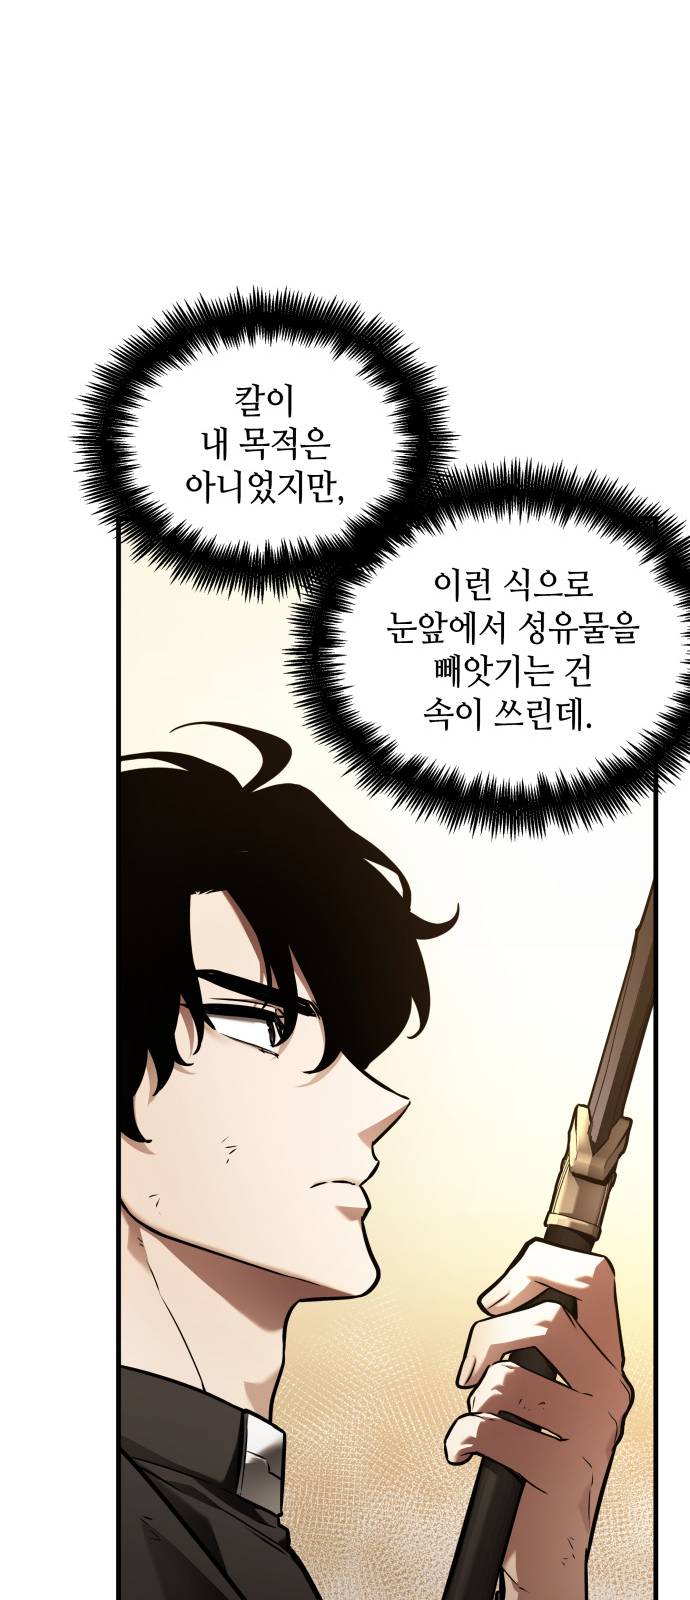 칼이
내 목적은
아니었지만,
이런 식으로
눈앞에서 성유물을
빼앗기는 건
속이 쓰린데.